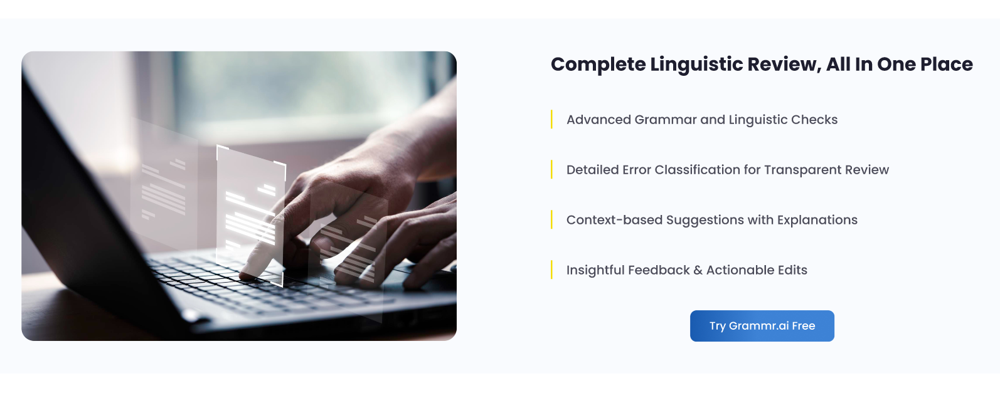 Complete Linguistic Review, All In One Place
Advanced Grammar and Linguistic Checks
Detailed Error Classification for Transparent Review
Context-based Suggestions with Explanations
Insightful Feedback & Actionable Edits
Try Grammr.ai Free